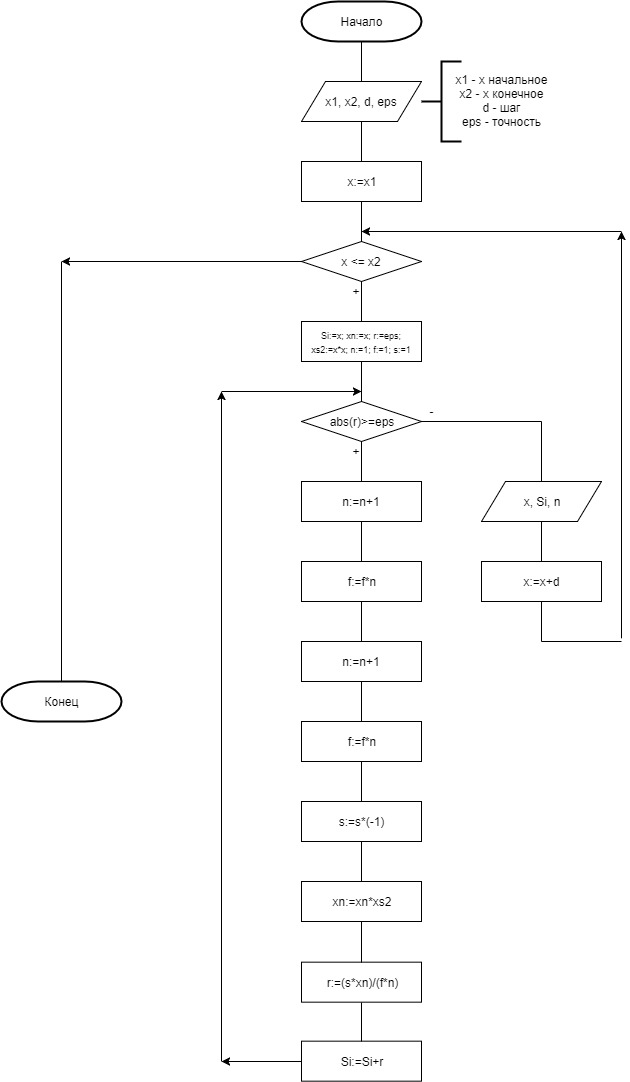 Начало
x1, x2, d, eps
x1 - x начальное
x2 - x конечное
d - шаг
eps - точность
x:=x1
x <= x2
+
Si:=x; xn:=x; r:=eps;
xs2:=x*x; n:=1; f:=1; s:=1
abs(r)>=eps
-
+
n:=n+1
x, Si, n
f:=f*n
x:=x+d
n:=n+1
Конец
f:=f*n
s:=s*(-1)
xn:=xn*xs2
r:=(s*xn)/(f*n)
Si:=Si+r